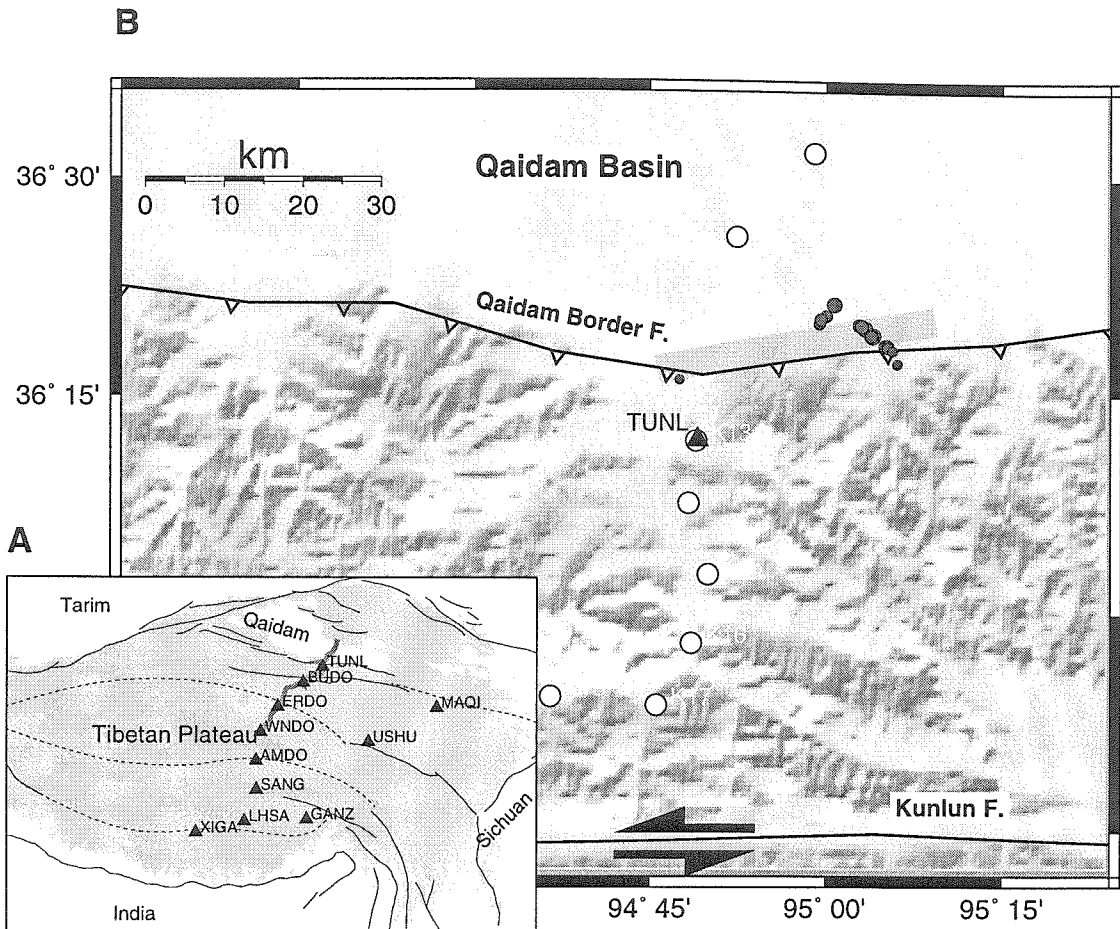 B
km
0 10 20 30
Qaidam Basin
36° 30'
Qaidam Border F.
36° 15'
TUNL
Kunlun F.
94° 45' 95° 00' 95° 15'
A
Tarim
Qaidam
TUNL
BUDO
ERDO
MAQI
WNDO
Tibetan Plateau
USHU
AMDO
SANG
LHSA
GANZ
XIGA
Sichuan
India